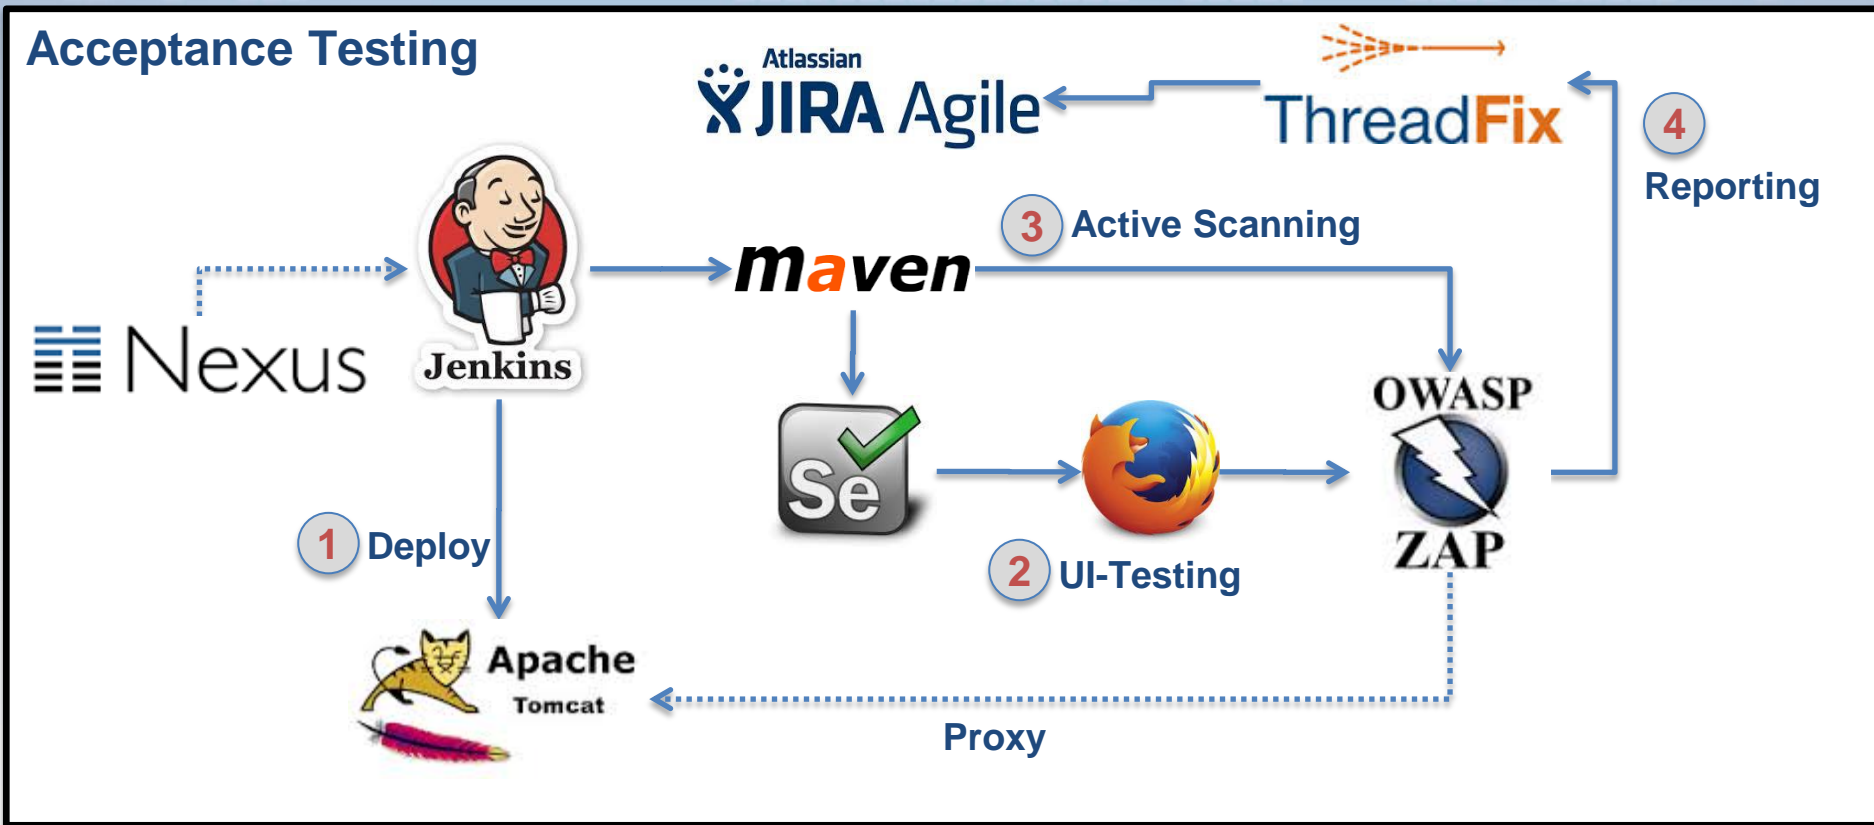 Acceptance Testing
Atlassian
JIRA Agile
ThreadFix
4
Reporting
3 Active Scanning
maven
Nexus
Jenkins
OWASP
Se
ZAP
1 Deploy
2 UI-Testing
Apache
Tomcat
Proxy